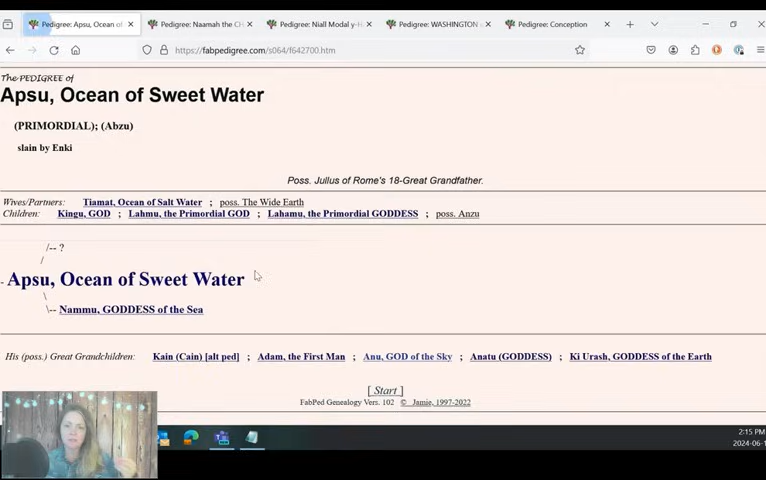 Pedigree: Apsu, Ocean of
Pedigree: Naamah the CH
Pedigree: Niall Modal y-H
Pedigree: WASHINGTON
Pedigree: Conception
https://fabpedigree.com/s064/f642700.htm
The PEDIGREE of
Apsu, Ocean of Sweet Water
(PRIMORDIAL); (Abzu)
slain by Enki
Poss. Julius of Rome's 18-Great Grandfather.
Wives/Partners: Tiamat, Ocean of Salt Water ; poss. The Wide Earth
Children: Kingu, GOD ; Lahmu, the Primordial GOD ; Lahamu, the Primordial GODDESS ; poss. Anzu
/-- ?
/
- Apsu, Ocean of Sweet Water
\
\-- Nammu, GODDESS of the Sea
His (poss.) Great Grandchildren: Kain (Cain) [alt ped] ; Adam, the First Man ; Anu, GOD of the Sky ; Anatu (GODDESS) ; Ki Urash, GODDESS of the Earth
[ Start ]
FabPed Genealogy Vers. 102 © Jamie, 1997-2022
2:15 PM
2024-06-1